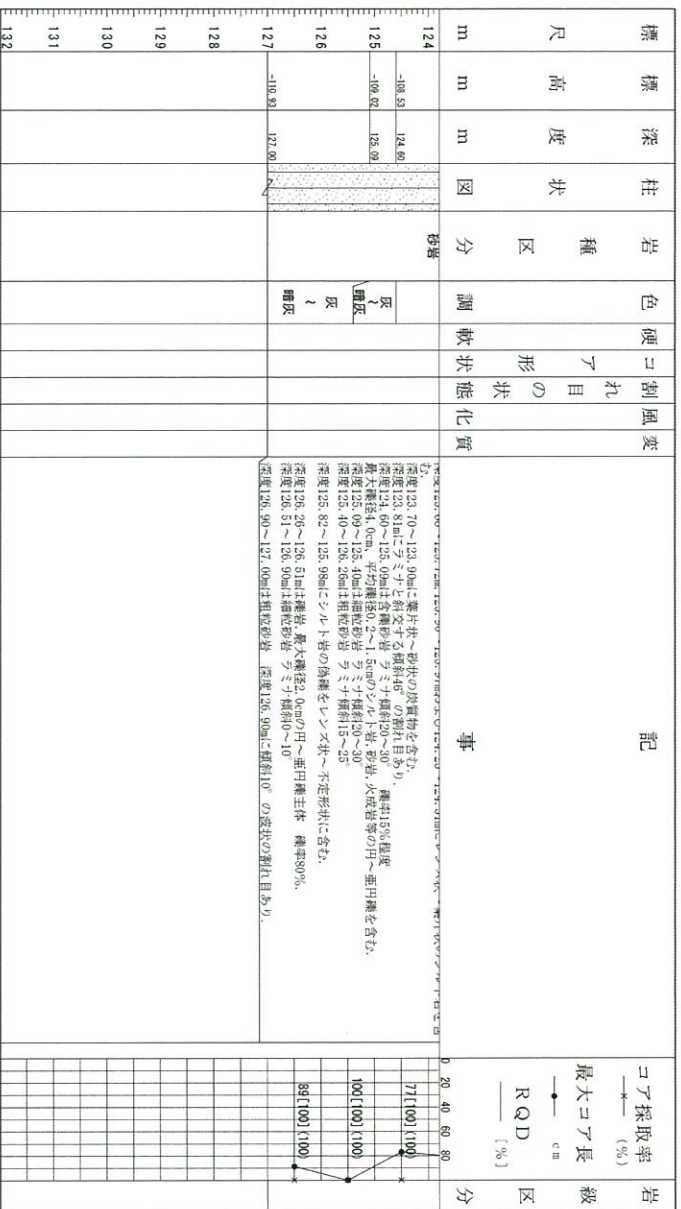 標尺 m
標高 m
深度 m
柱状図
岩種区分
色調
硬軟
コア形状
割れ目の状態
風化
変質
記事
コア採取率 (%)
最大コア長 cm
RQD [%]
岩級区分
0 20 40 60 80
124
125
126
127
128
129
130
131
132
-108.53 124.60
-109.02 125.09
-110.93 127.00
砂岩
灰~暗灰
灰~暗灰
む.
深度123.70~123.90mに葉片状~砂状の炭質物を含む.
深度123.81mにラミナと斜交する傾斜46°の割れ目あり.
深度124.60~125.09mは含礫砂岩 ラミナ傾斜20~30° 礫率15%程度
最大礫径4.0cm, 平均礫径0.2~1.5cmのシルト岩,砂岩,火成岩等の円~亜円礫を含む.
深度125.09~125.40mは細粒砂岩 ラミナ傾斜20~30°
深度125.40~126.26mは粗粒砂岩 ラミナ傾斜15~25°
深度125.82~125.98mにシルト岩の偽礫をレンズ状~不定形状に含む.
深度126.26~126.51mは礫岩.最大礫径2.0cmの円~亜円礫主体 礫率80%.
深度126.51~126.90mは細粒砂岩 ラミナ傾斜0~10°
深度126.90~127.00mは粗粒砂岩 深度126.90mに傾斜10°の波状の割れ目あり.
77[100](100)
100[100](100)
89[100](100)